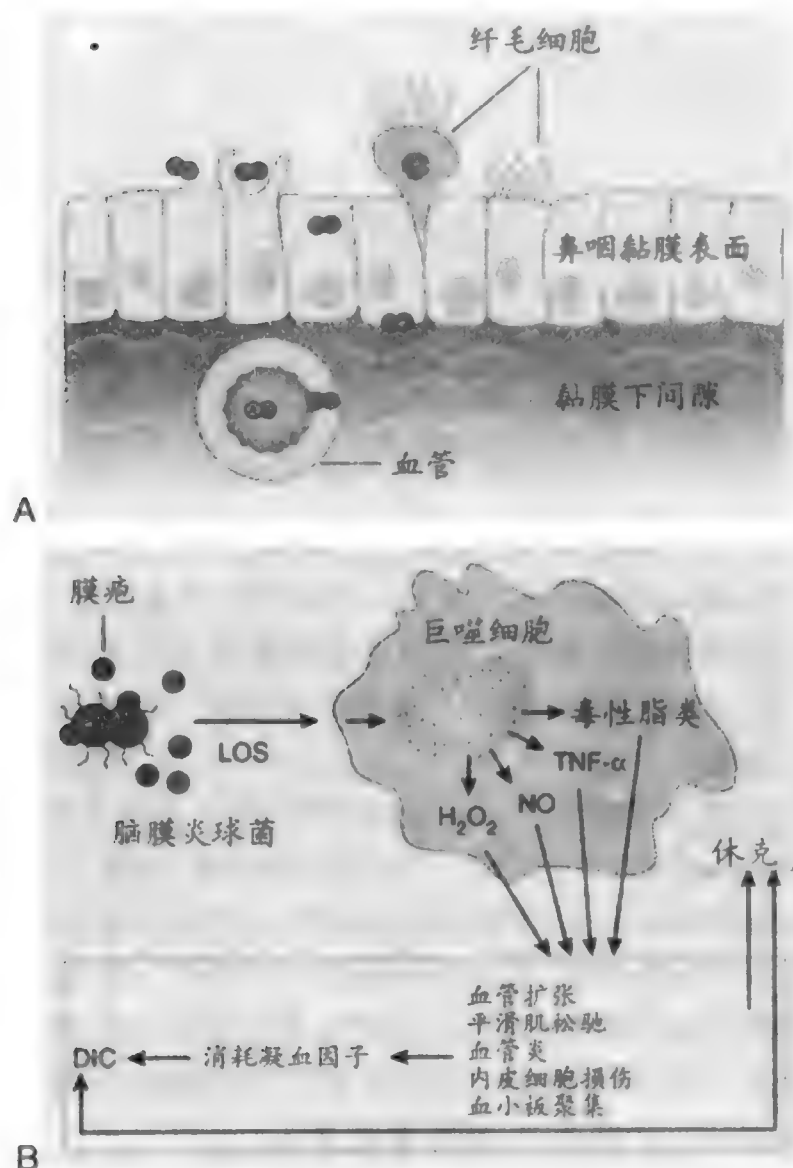 纤毛细胞
鼻咽黏膜表面
黏膜下间隙
血管
A
膜疱
巨噬细胞
毒性脂类
LOS
TNF-α
NO
H₂O₂
脑膜炎球菌
休克
血管扩张
平滑肌松驰
血管炎
内皮细胞损伤
血小板聚集
DIC
消耗凝血因子
B